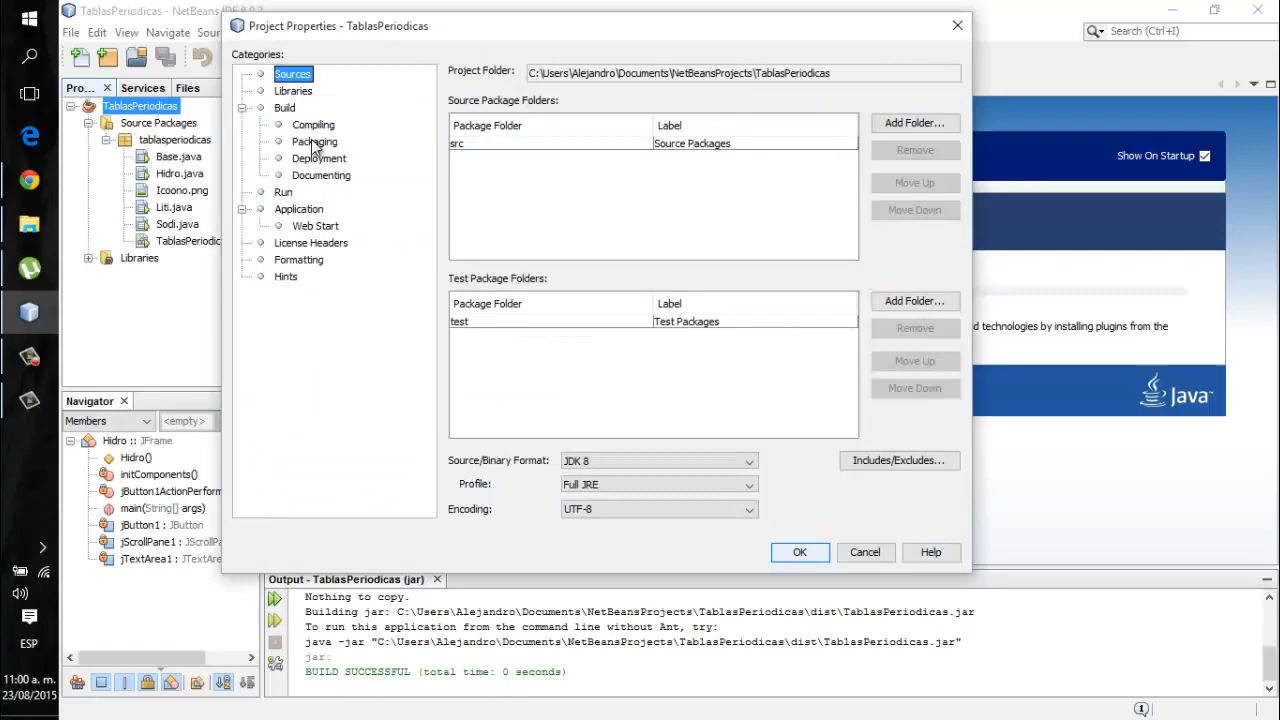 TablasPeriodicas - NetBeans IDE 8.0.2
File Edit View Navigate Sour
Search (Ctrl+I)
Pro... Services Files
TablasPeriodicas
Source Packages
tablasperiodicas
Base.java
Hidro.java
Icoono.png
Liti.java
Sodi.java
TablasPeriodic
Libraries
Navigator
Members
<empty>
Hidro :: JFrame
Hidro()
initComponents()
jButton1ActionPerform
main(String[] args)
jButton1 : JButton
jScrollPane1 : JScrollPa
jTextArea1 : JTextArea
Project Properties - TablasPeriodicas
Categories:
Sources
Libraries
Build
Compiling
Packaging
Deployment
Documenting
Run
Application
Web Start
License Headers
Formatting
Hints
Project Folder: C:\Users\Alejandro\Documents\NetBeansProjects\TablasPeriodicas
Source Package Folders:
Package Folder Label
src Source Packages
Add Folder...
Remove
Move Up
Move Down
Test Package Folders:
Package Folder Label
test Test Packages
Add Folder...
Remove
Move Up
Move Down
Source/Binary Format: JDK 8
Includes/Excludes...
Profile: Full JRE
Encoding: UTF-8
OK Cancel Help
Show On Startup
d technologies by installing plugins from the
Java
Output - TablasPeriodicas (jar)
Nothing to copy.
Building jar: C:\Users\Alejandro\Documents\NetBeansProjects\TablasPeriodicas\dist\TablasPeriodicas.jar
To run this application from the command line without Ant, try:
java -jar "C:\Users\Alejandro\Documents\NetBeansProjects\TablasPeriodicas\dist\TablasPeriodicas.jar"
jar:
BUILD SUCCESSFUL (total time: 0 seconds)
ESP
11:00 a. m.
23/08/2015
1